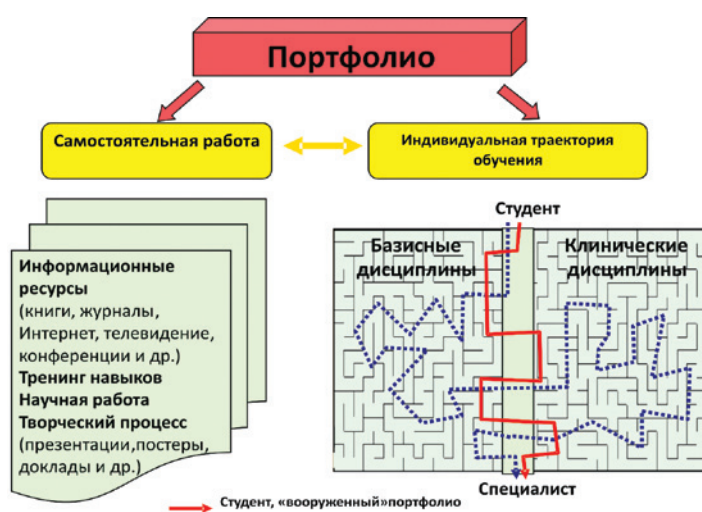 Портфолио
Самостоятельная работа
Индивидуальная траектория
обучения
Информационные
ресурсы
(книги, журналы,
Интернет, телевидение,
конференции и др.)
Тренинг навыков
Научная работа
Творческий процесс
(презентации,постеры,
доклады и др.)
Студент
Базисные
дисциплины
Клинические
дисциплины
Специалист
Студент, «вооруженный»портфолио